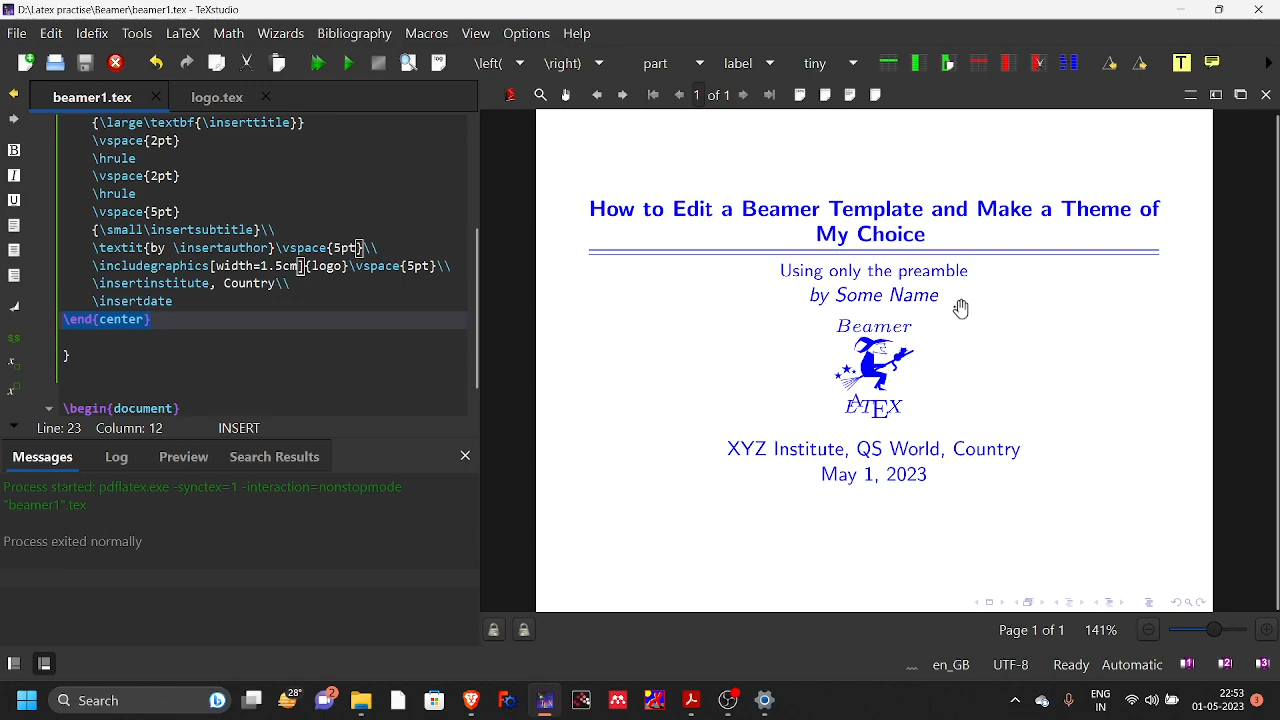 D:\Latex practise\Beamer\beamer1.tex - TeXstudio
File Edit Idefix Tools LaTeX Math Wizards Bibliography Macros View Options Help
\left( \right) part label tiny
beamer1.tex logo.tex
1 of 1
{\large\textbf{\inserttitle}}
\vspace{2pt}
\hrule
\vspace{2pt}
\hrule
\vspace{5pt}
{\small\insertsubtitle}\\
\textit{by \insertauthor}\vspace{5pt}\\
\includegraphics[width=1.5cm]{logo}\vspace{5pt}\\
\insertinstitute, Country\\
\insertdate
\end{center}
}
\begin{document}
Line: 23 Column: 12 INSERT
Messages Log Preview Search Results
Process started: pdflatex.exe -synctex=1 -interaction=nonstopmode
"beamer1".tex
Process exited normally
How to Edit a Beamer Template and Make a Theme of
My Choice
Using only the preamble
by Some Name
Beamer
LATEX
XYZ Institute, QS World, Country
May 1, 2023
Page 1 of 1 141%
en_GB UTF-8 Ready Automatic
Search
28°
2
ENG
IN
22:53
01-05-2023
3